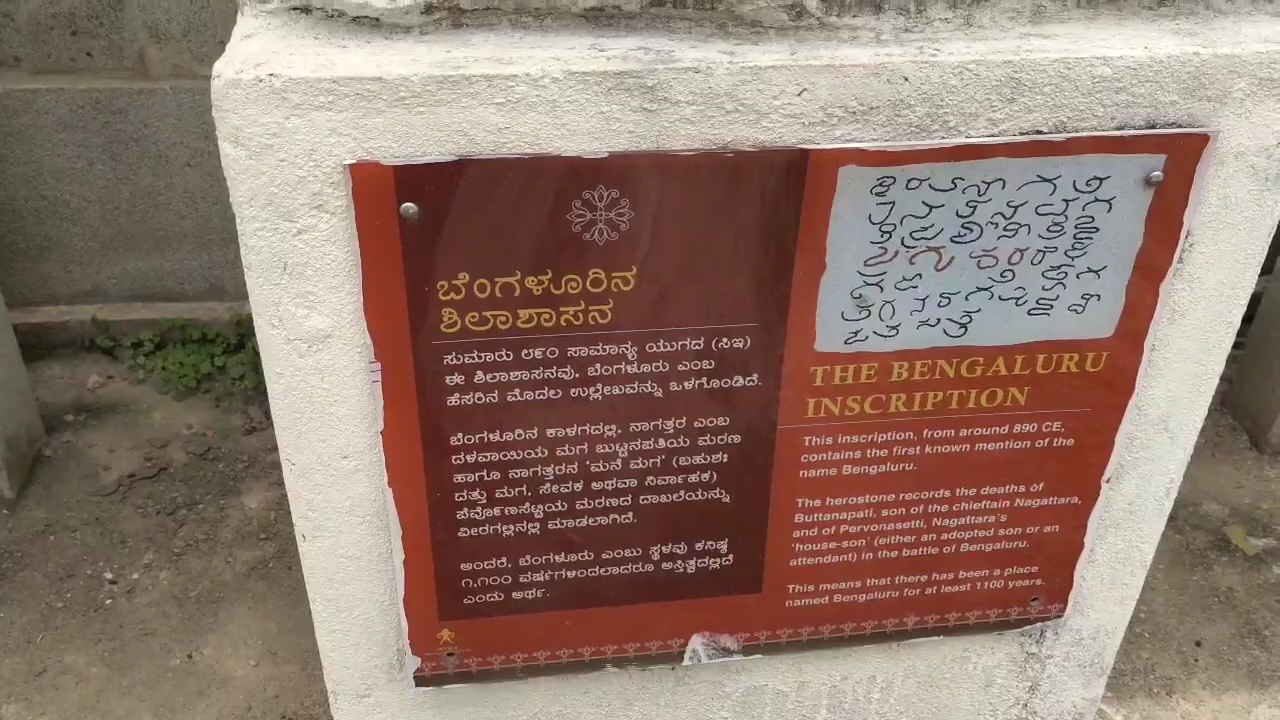 ಬೆಂಗಳೂರಿನ
ಶಿಲಾಶಾಸನ
ಸುಮಾರು ೮೯೦ ಸಾಮಾನ್ಯ ಯುಗದ (ಸಿಇ)
ಈ ಶಿಲಾಶಾಸನವು, ಬೆಂಗಳೂರು ಎಂಬ
ಹೆಸರಿನ ಮೊದಲ ಉಲ್ಲೇಖವನ್ನು ಒಳಗೊಂಡಿದೆ.
ಬೆಂಗಳೂರಿನ ಕಾಳಗದಲ್ಲಿ, ನಾಗತ್ತರ ಎಂಬ
ದಳವಾಯಿಯ ಮಗ ಬುಟ್ಟನಪತಿಯ ಮರಣ
ಹಾಗೂ ನಾಗತ್ತರನ 'ಮನೆ ಮಗ' (ಬಹುಶಃ
ದತ್ತು ಮಗ, ಸೇವಕ ಅಥವಾ ನಿರ್ವಾಹಕ)
ಪೆರ್ವೊಣಸೆಟ್ಟಿಯ ಮರಣದ ದಾಖಲೆಯನ್ನು
ವೀರಗಲ್ಲಿನಲ್ಲಿ ಮಾಡಲಾಗಿದೆ.
ಅಂದರೆ, ಬೆಂಗಳೂರು ಎಂಬು ಸ್ಥಳವು ಕನಿಷ್ಠ
೧,೧೦೦ ವರ್ಷಗಳಿಂದಲಾದರೂ ಅಸ್ತಿತ್ವದಲ್ಲಿದೆ
ಎಂದು ಅರ್ಥ.
THE BENGALURU
INSCRIPTION
This inscription, from around 890 CE,
contains the first known mention of the
name Bengaluru.
The herostone records the deaths of
Buttanapati, son of the chieftain Nagattara,
and of Pervonasetti, Nagattara's
'house-son' (either an adopted son or an
attendant) in the battle of Bengaluru.
This means that there has been a place
named Bengaluru for at least 1100 years.